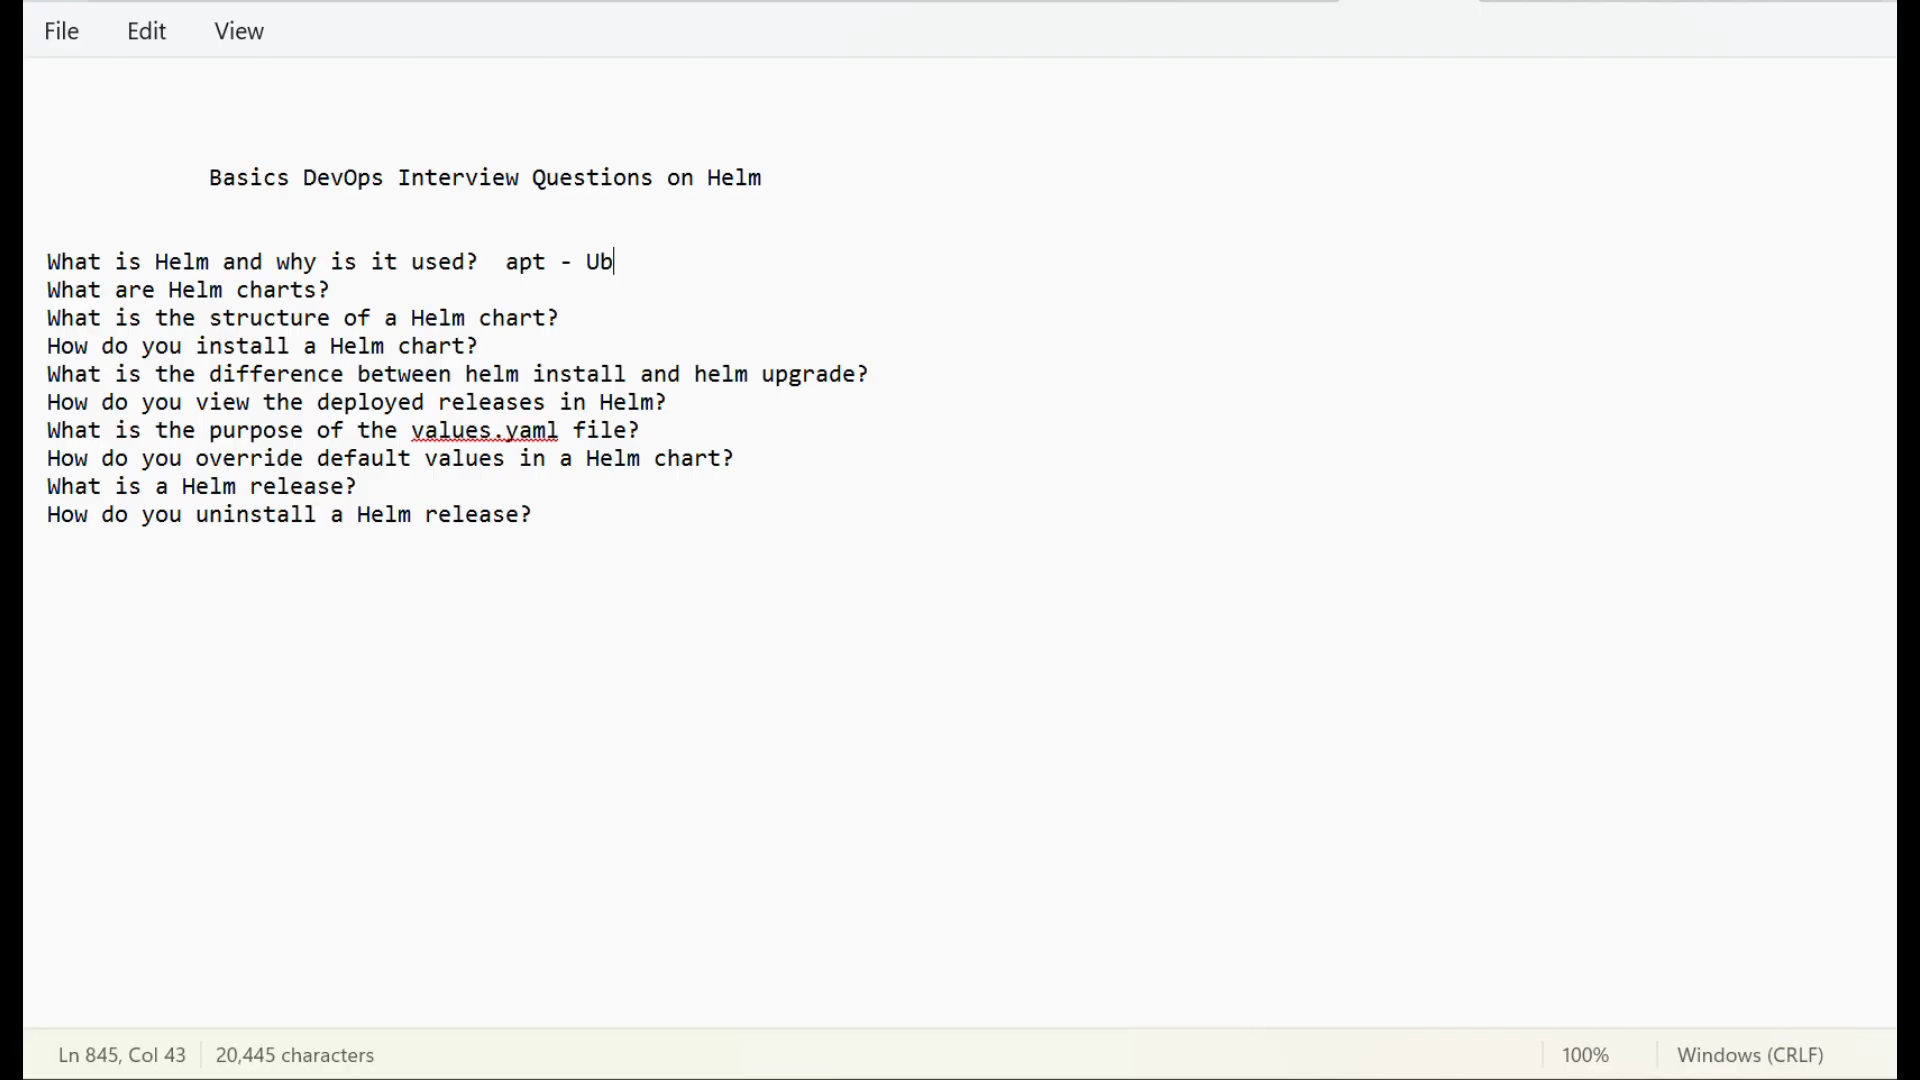 File Edit View
Basics DevOps Interview Questions on Helm
What is Helm and why is it used?  apt - Ub
What are Helm charts?
What is the structure of a Helm chart?
How do you install a Helm chart?
What is the difference between helm install and helm upgrade?
How do you view the deployed releases in Helm?
What is the purpose of the values.yaml file?
How do you override default values in a Helm chart?
What is a Helm release?
How do you uninstall a Helm release?
Ln 845, Col 43 20,445 characters 100% Windows (CRLF)